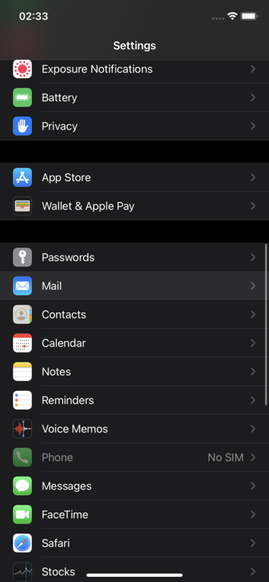 02:33
Settings
Exposure Notifications
Battery
Privacy
App Store
Wallet & Apple Pay
Passwords
Mail
Contacts
Calendar
Notes
Reminders
Voice Memos
Phone No SIM
Messages
FaceTime
Safari
Stocks